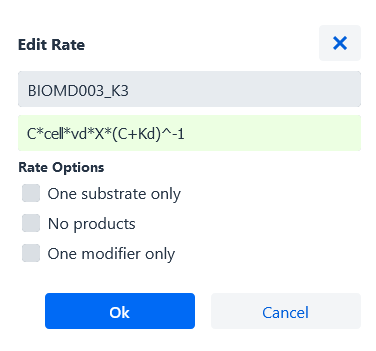 Edit Rate
BIOMD003_K3
C*cell*vd*X*(C+Kd)^-1
Rate Options
One substrate only
No products
One modifier only
Ok
Cancel